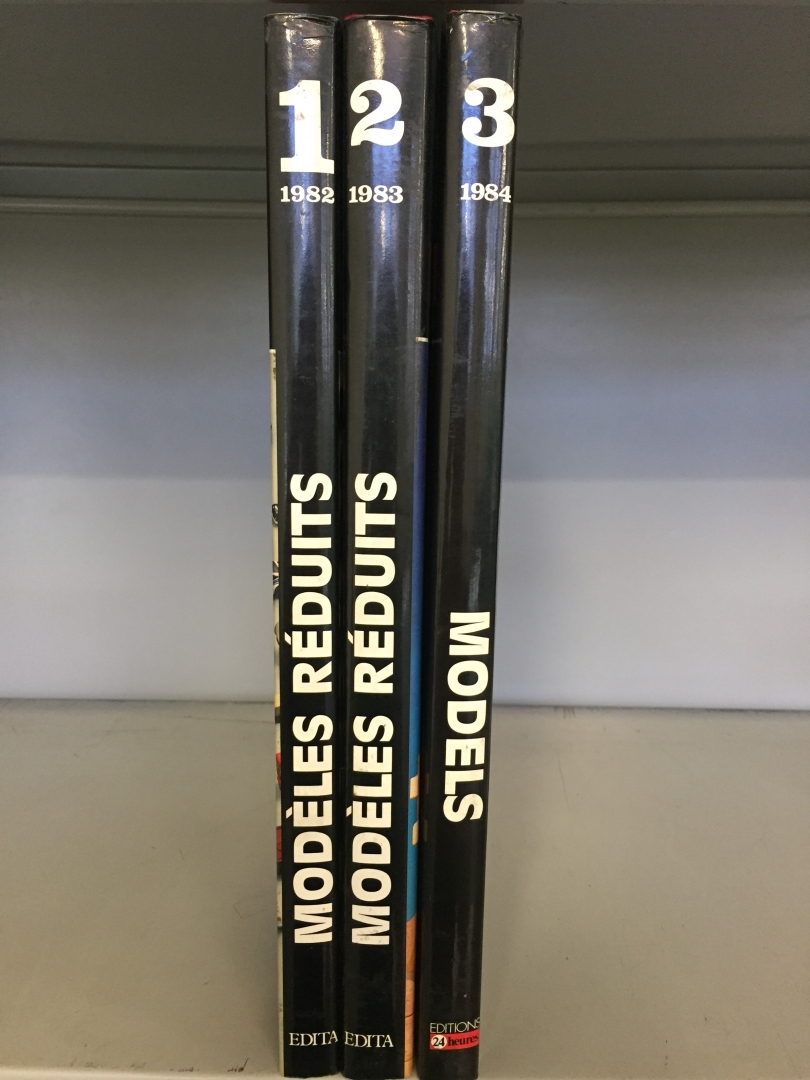 1
1982
MODÈLES RÉDUITS
EDITA
2
1983
MODÈLES RÉDUITS
EDITA
3
1984
MODELS
EDITIONS
24 heures